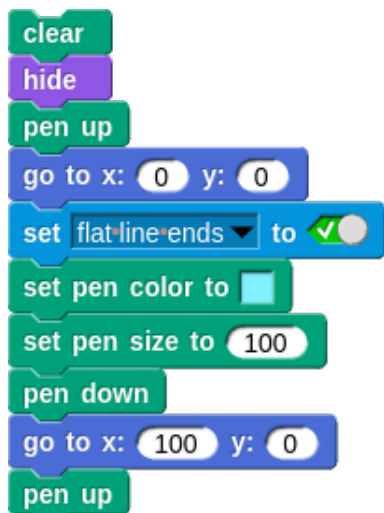 clear
hide
pen up
go to x: 0 y: 0
set flat line ends to
set pen color to
set pen size to 100
pen down
go to x: 100 y: 0
pen up